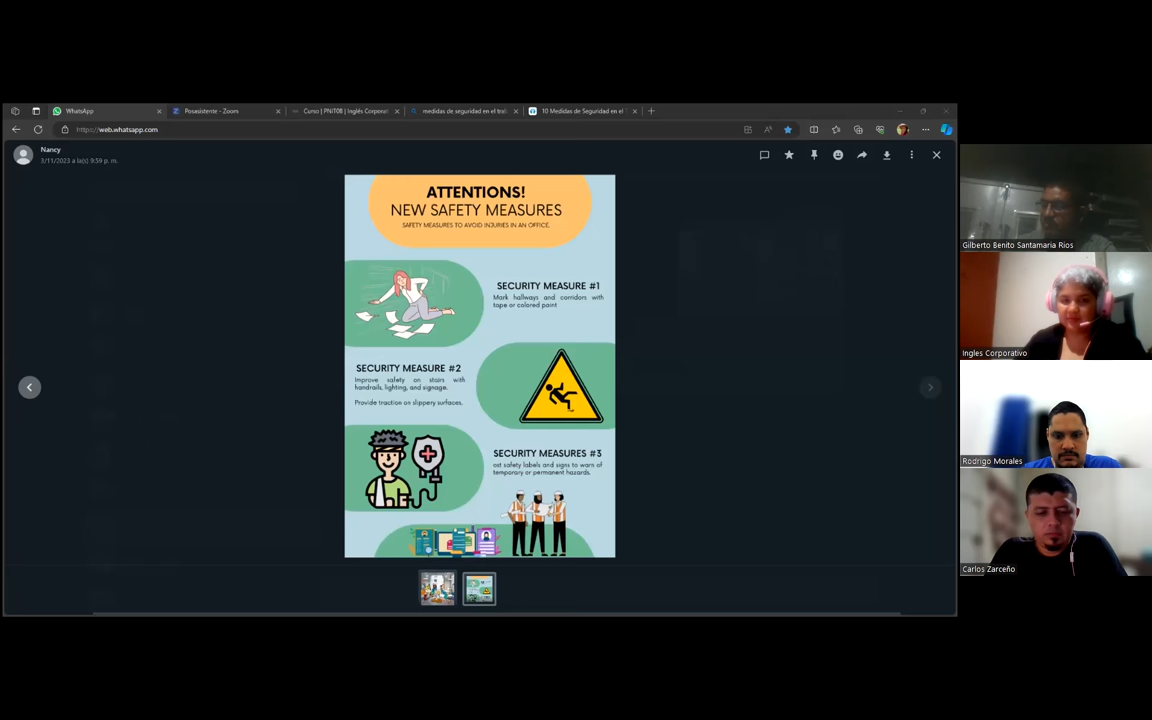 WhatsApp
Posasistente - Zoom
Curso | PNIT08 | Inglés Corporat
medidas de seguridad en el tra
10 Medidas de Seguridad en el
https://web.whatsapp.com
Nancy
3/11/2023 a la(s) 9:59 p. m.
ATTENTIONS!
NEW SAFETY MEASURES
SAFETY MEASURES TO AVOID INJURIES IN AN OFFICE.
SECURITY MEASURE #1
Mark hallways and corridors with
tape or colored paint
SECURITY MEASURE #2
Improve safety on stairs with
handrails, lighting, and signage.
Provide traction on slippery surfaces.
SECURITY MEASURES #3
ost safety labels and signs to warn of
temporary or permanent hazards.
Gilberto Benito Santamaria Rios
Ingles Corporativo
Rodrigo Morales
Carlos Zarceño